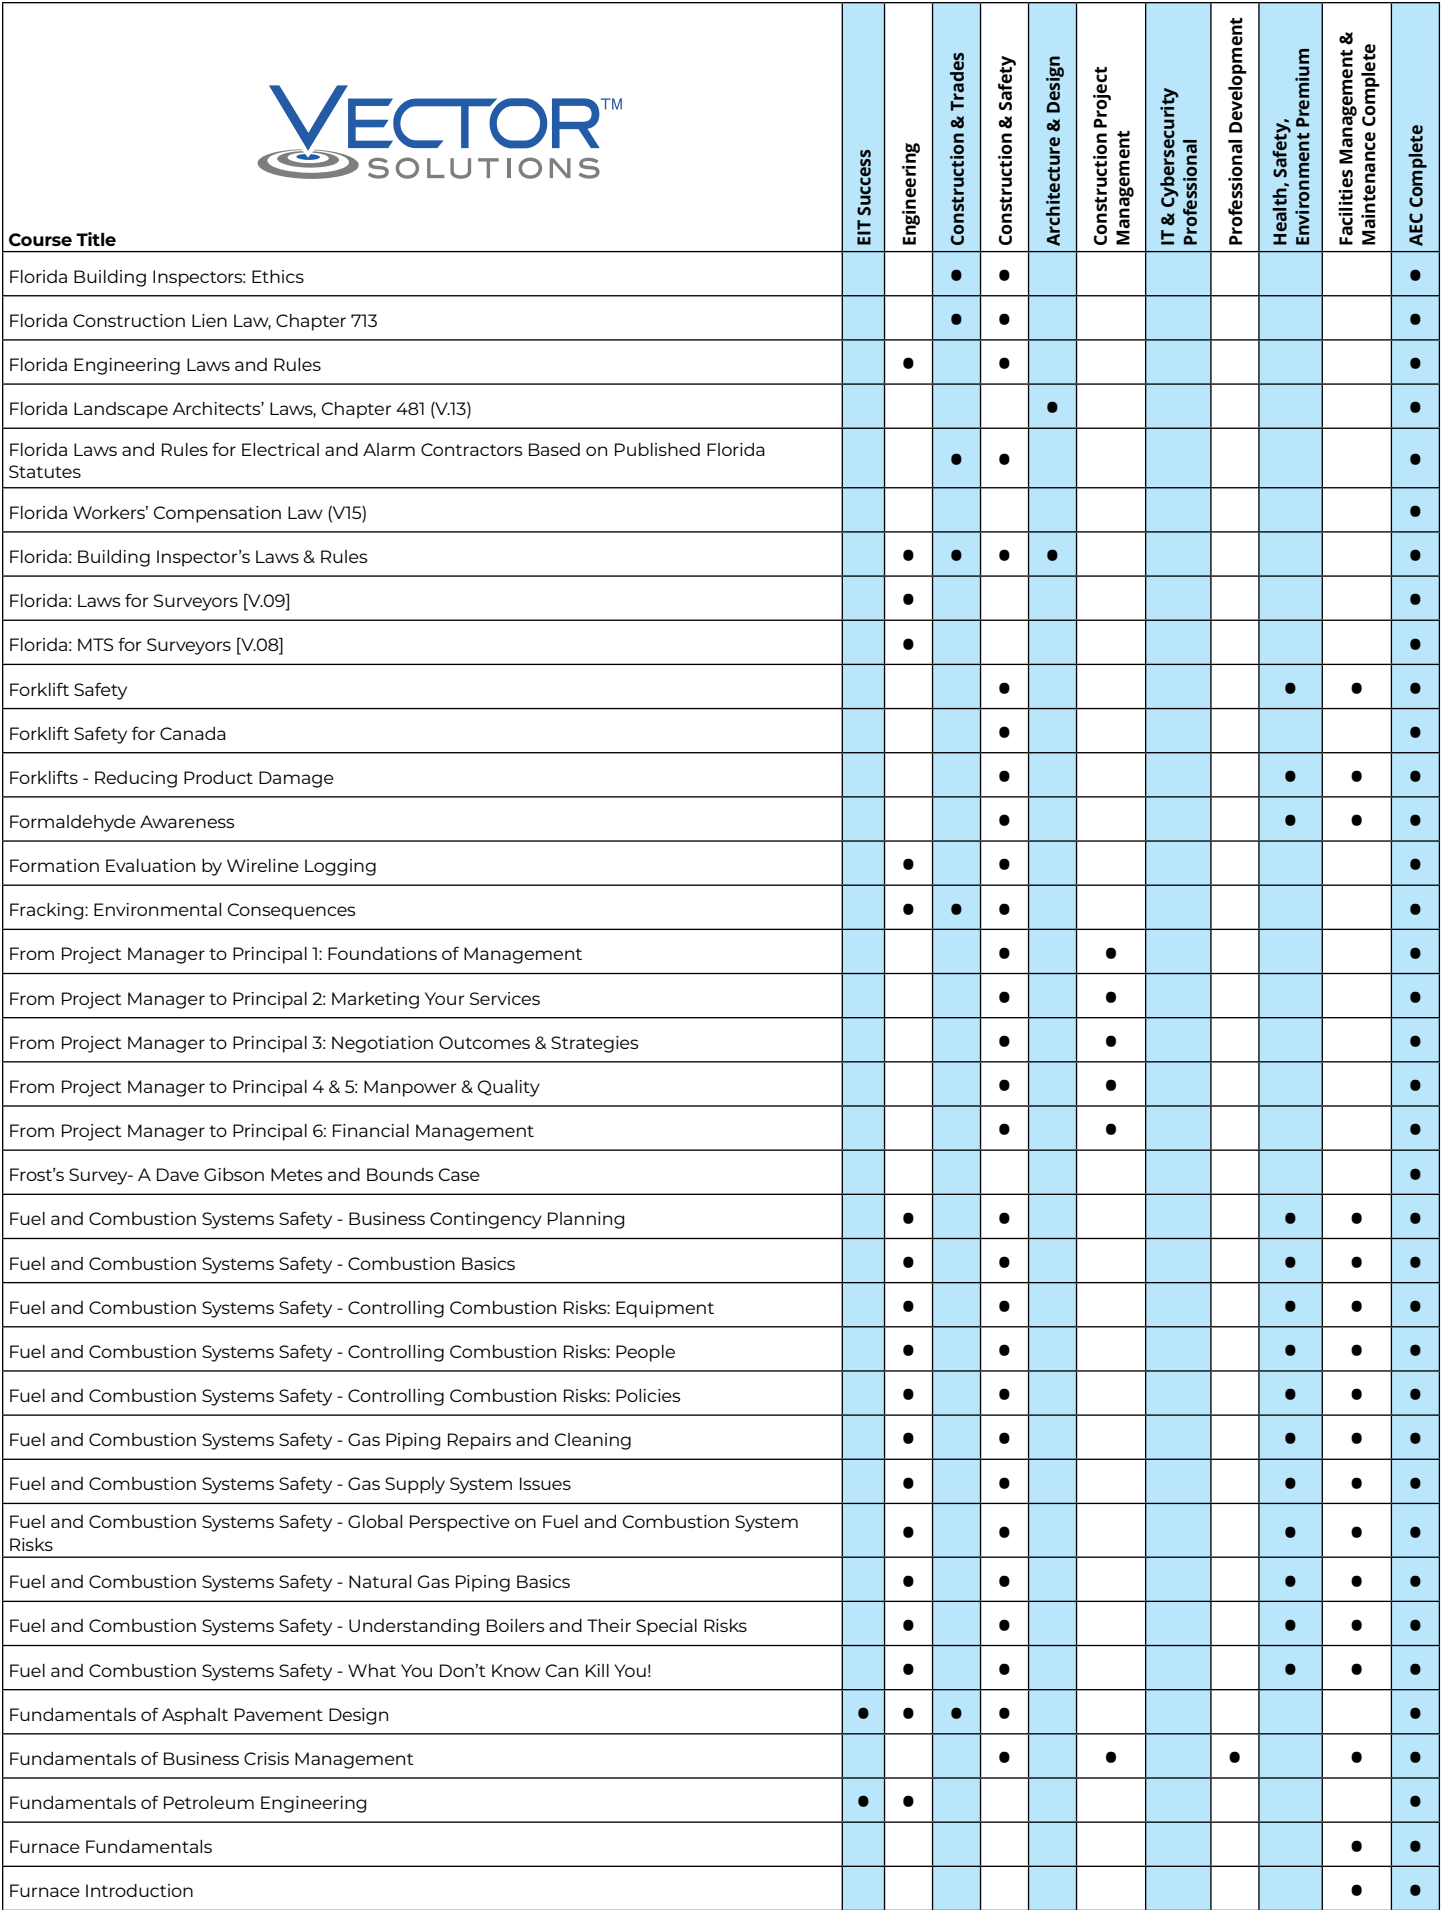 VECTOR™
SOLUTIONS
Course Title
EIT Success
Engineering
Construction & Trades
Construction & Safety
Architecture & Design
Construction Project
Management
IT & Cybersecurity
Professional
Professional Development
Health, Safety,
Environment Premium
Facilities Management &
Maintenance Complete
AEC Complete
Florida Building Inspectors: Ethics • • •
Florida Construction Lien Law, Chapter 713 • • •
Florida Engineering Laws and Rules • • •
Florida Landscape Architects’ Laws, Chapter 481 (V.13) • •
Florida Laws and Rules for Electrical and Alarm Contractors Based on Published Florida
Statutes • • •
Florida Workers’ Compensation Law (V15) •
Florida: Building Inspector’s Laws & Rules • • • • •
Florida: Laws for Surveyors [V.09] • •
Florida: MTS for Surveyors [V.08] • •
Forklift Safety • • • •
Forklift Safety for Canada • •
Forklifts - Reducing Product Damage • • • •
Formaldehyde Awareness • • • •
Formation Evaluation by Wireline Logging • • •
Fracking: Environmental Consequences • • • •
From Project Manager to Principal 1: Foundations of Management • • •
From Project Manager to Principal 2: Marketing Your Services • • •
From Project Manager to Principal 3: Negotiation Outcomes & Strategies • • •
From Project Manager to Principal 4 & 5: Manpower & Quality • • •
From Project Manager to Principal 6: Financial Management • • •
Frost’s Survey- A Dave Gibson Metes and Bounds Case •
Fuel and Combustion Systems Safety - Business Contingency Planning • • • • •
Fuel and Combustion Systems Safety - Combustion Basics • • • • •
Fuel and Combustion Systems Safety - Controlling Combustion Risks: Equipment • • • • •
Fuel and Combustion Systems Safety - Controlling Combustion Risks: People • • • • •
Fuel and Combustion Systems Safety - Controlling Combustion Risks: Policies • • • • •
Fuel and Combustion Systems Safety - Gas Piping Repairs and Cleaning • • • • •
Fuel and Combustion Systems Safety - Gas Supply System Issues • • • • •
Fuel and Combustion Systems Safety - Global Perspective on Fuel and Combustion System
Risks • • • • •
Fuel and Combustion Systems Safety - Natural Gas Piping Basics • • • • •
Fuel and Combustion Systems Safety - Understanding Boilers and Their Special Risks • • • • •
Fuel and Combustion Systems Safety - What You Don’t Know Can Kill You! • • • • •
Fundamentals of Asphalt Pavement Design • • • • •
Fundamentals of Business Crisis Management • • • • •
Fundamentals of Petroleum Engineering • • •
Furnace Fundamentals • •
Furnace Introduction • •